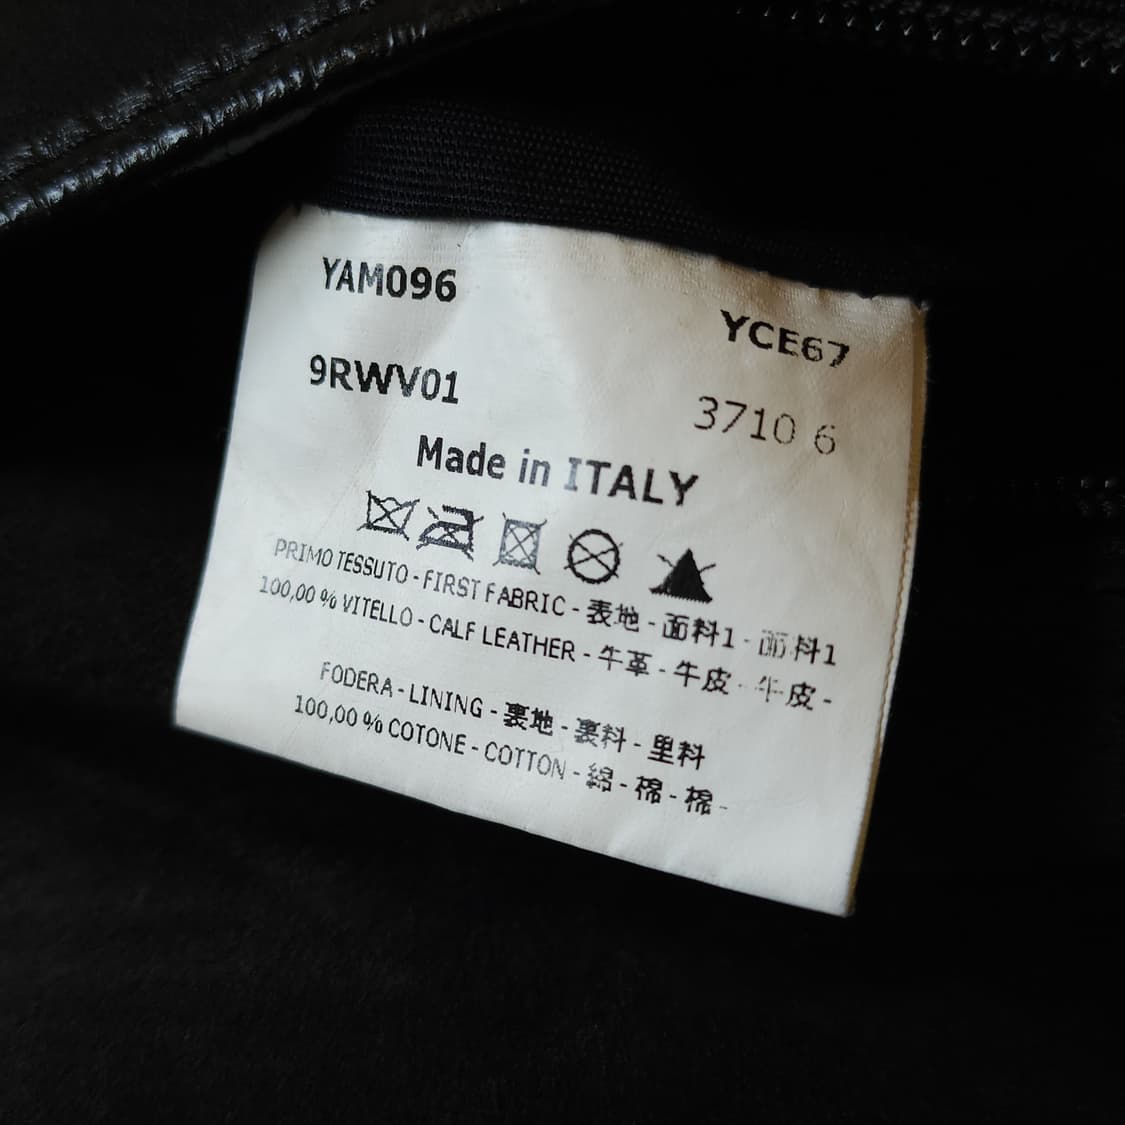 YAM096
YCE67
9RWV01
3710 6
Made in ITALY
PRIMO TESSUTO - FIRST FABRIC - 表地 - 面料1 - 面料1
100,00 % VITELLO - CALF LEATHER - 牛革 - 牛皮 - 牛皮 -
FODERA - LINING - 裏地 - 裏料 - 里料
100,00 % COTONE - COTTON - 綿 - 棉 - 棉 -